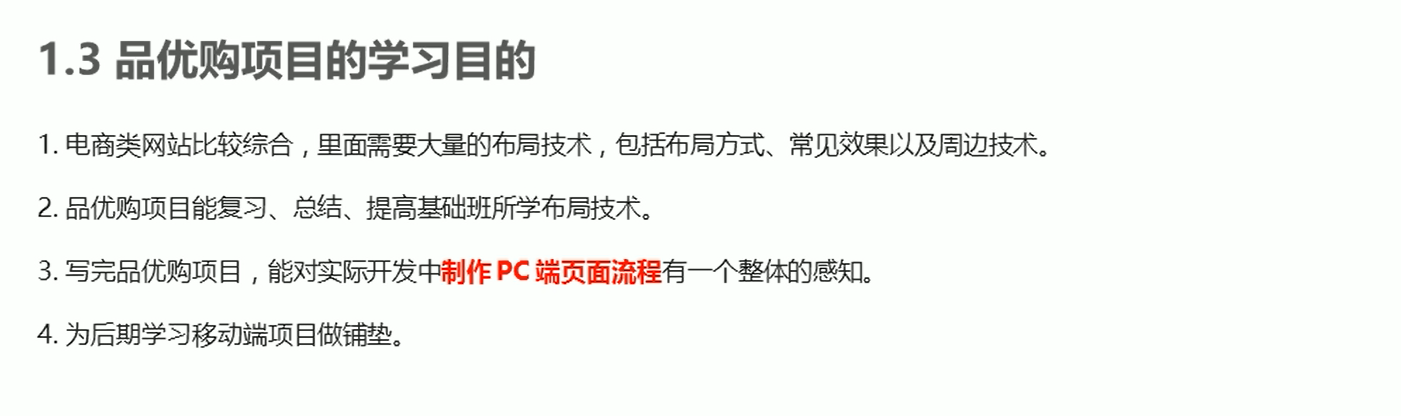 1.3 品优购项目的学习目的
1. 电商类网站比较综合，里面需要大量的布局技术，包括布局方式、常见效果以及周边技术。
2. 品优购项目能复习、总结、提高基础班所学布局技术。
3. 写完品优购项目，能对实际开发中制作 PC 端页面流程有一个整体的感知。
4. 为后期学习移动端项目做铺垫。